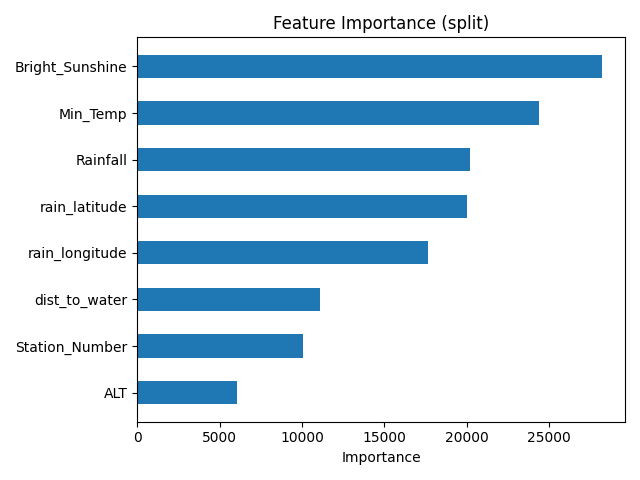 Feature Importance (split)
Bright_Sunshine
Min_Temp
Rainfall
rain_latitude
rain_longitude
dist_to_water
Station_Number
ALT
0 5000 10000 15000 20000 25000
Importance